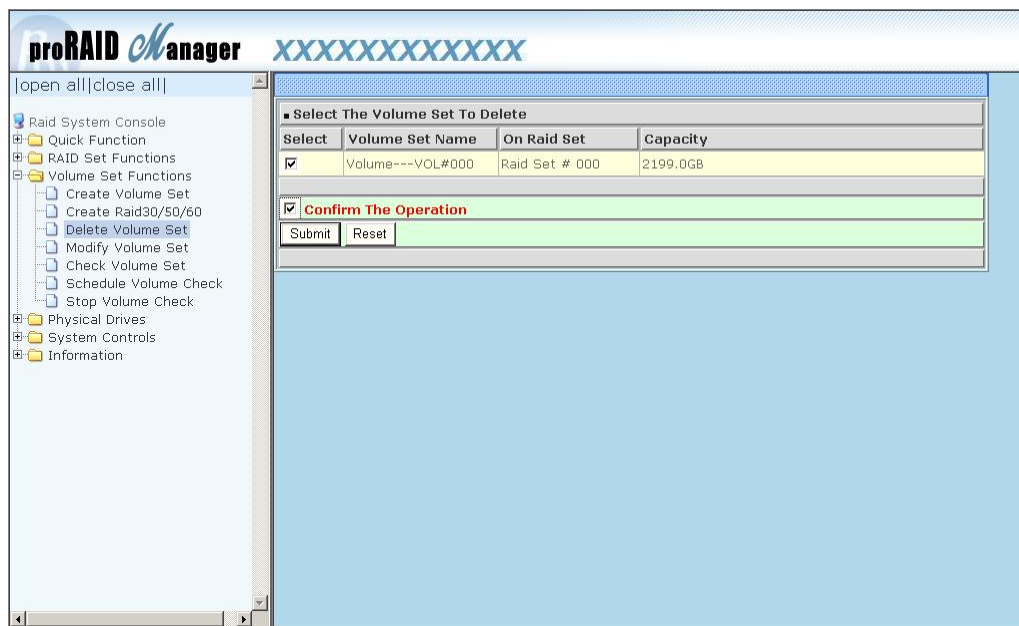 proRAID Manager XXXXXXXXXXXX
|open all|close all|
Raid System Console
Quick Function
RAID Set Functions
Volume Set Functions
Create Volume Set
Create Raid30/50/60
Delete Volume Set
Modify Volume Set
Check Volume Set
Schedule Volume Check
Stop Volume Check
Physical Drives
System Controls
Information
Select The Volume Set To Delete
Select Volume Set Name On Raid Set Capacity
Volume---VOL#000 Raid Set # 000 2199.0GB
Confirm The Operation
Submit Reset